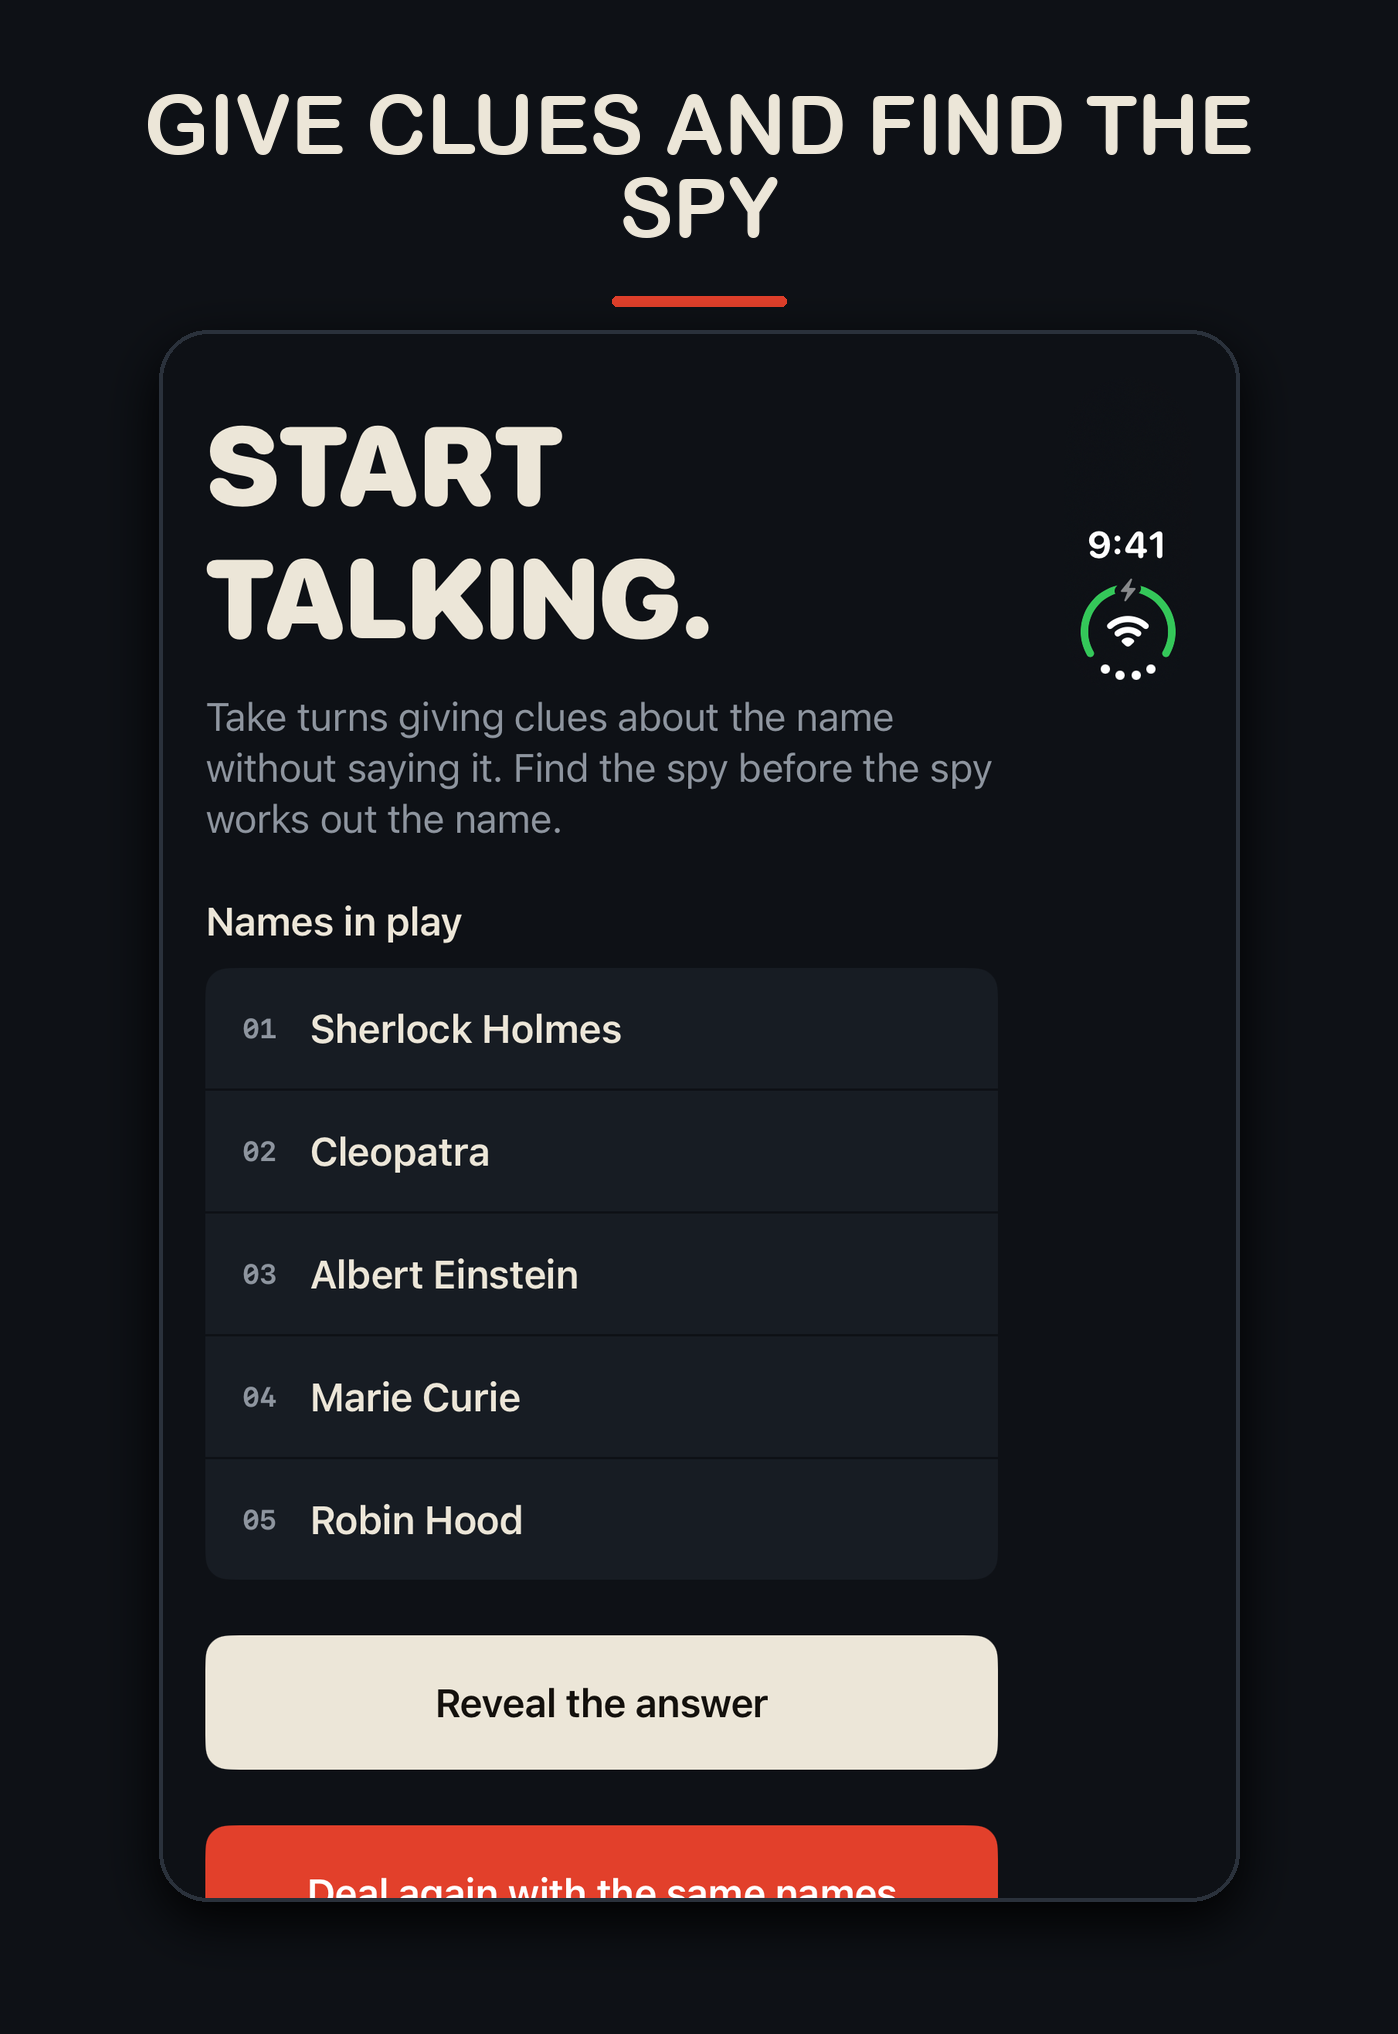 GIVE CLUES AND FIND THE
SPY
START
TALKING.
9:41
Take turns giving clues about the name
without saying it. Find the spy before the spy
works out the name.
Names in play
01 Sherlock Holmes
02 Cleopatra
03 Albert Einstein
04 Marie Curie
05 Robin Hood
Reveal the answer
Deal again with the same names